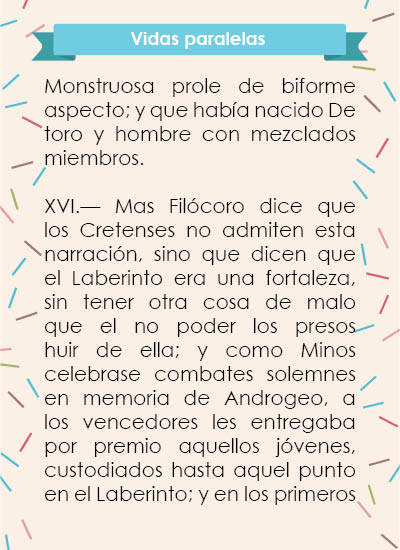 Vidas paralelas
Monstruosa prole de biforme
aspecto; y que había nacido De
toro y hombre con mezclados
miembros.
XVI.— Mas Filócoro dice que
los Cretenses no admiten esta
narración, sino que dicen que
el Laberinto era una fortaleza,
sin tener otra cosa de malo
que el no poder los presos
huir de ella; y como Minos
celebrase combates solemnes
en memoria de Androgeo, a
los vencedores les entregaba
por premio aquellos jóvenes,
custodiados hasta aquel punto
en el Laberinto; y en los primeros